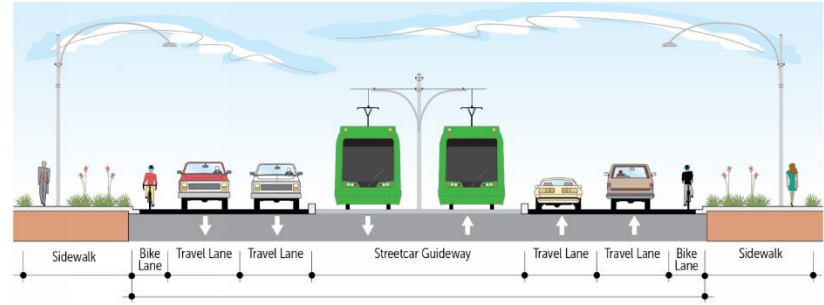 Sidewalk
Bike
Lane
Travel Lane
Travel Lane
Streetcar Guideway
Travel Lane
Travel Lane
Bike
Lane
Sidewalk